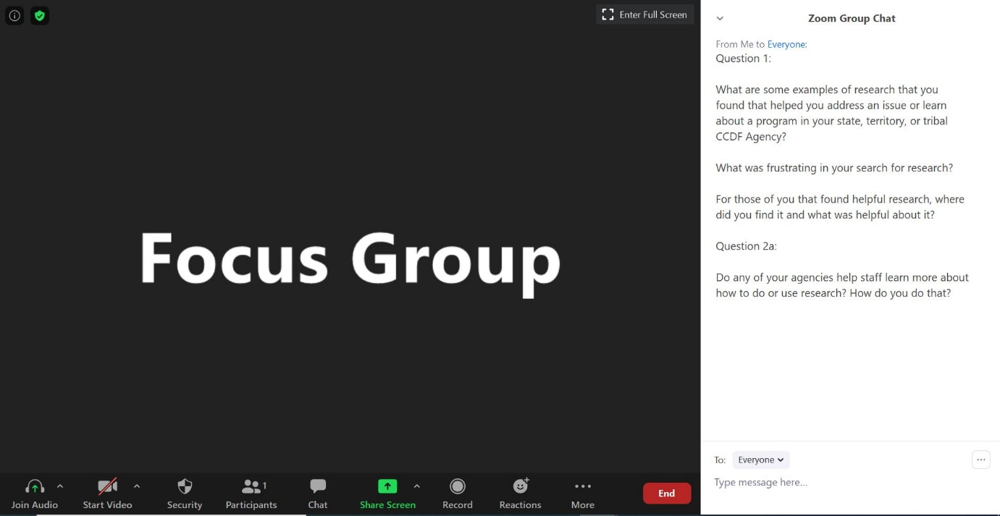 Enter Full Screen
Focus Group
Join Audio
Start Video
Security
1
Participants
Chat
Share Screen
Record
Reactions
More
End
Zoom Group Chat
From Me to Everyone:
Question 1:
What are some examples of research that you
found that helped you address an issue or learn
about a program in your state, territory, or tribal
CCDF Agency?
What was frustrating in your search for research?
For those of you that found helpful research, where
did you find it and what was helpful about it?
Question 2a:
Do any of your agencies help staff learn more about
how to do or use research? How do you do that?
To: Everyone
Type message here...